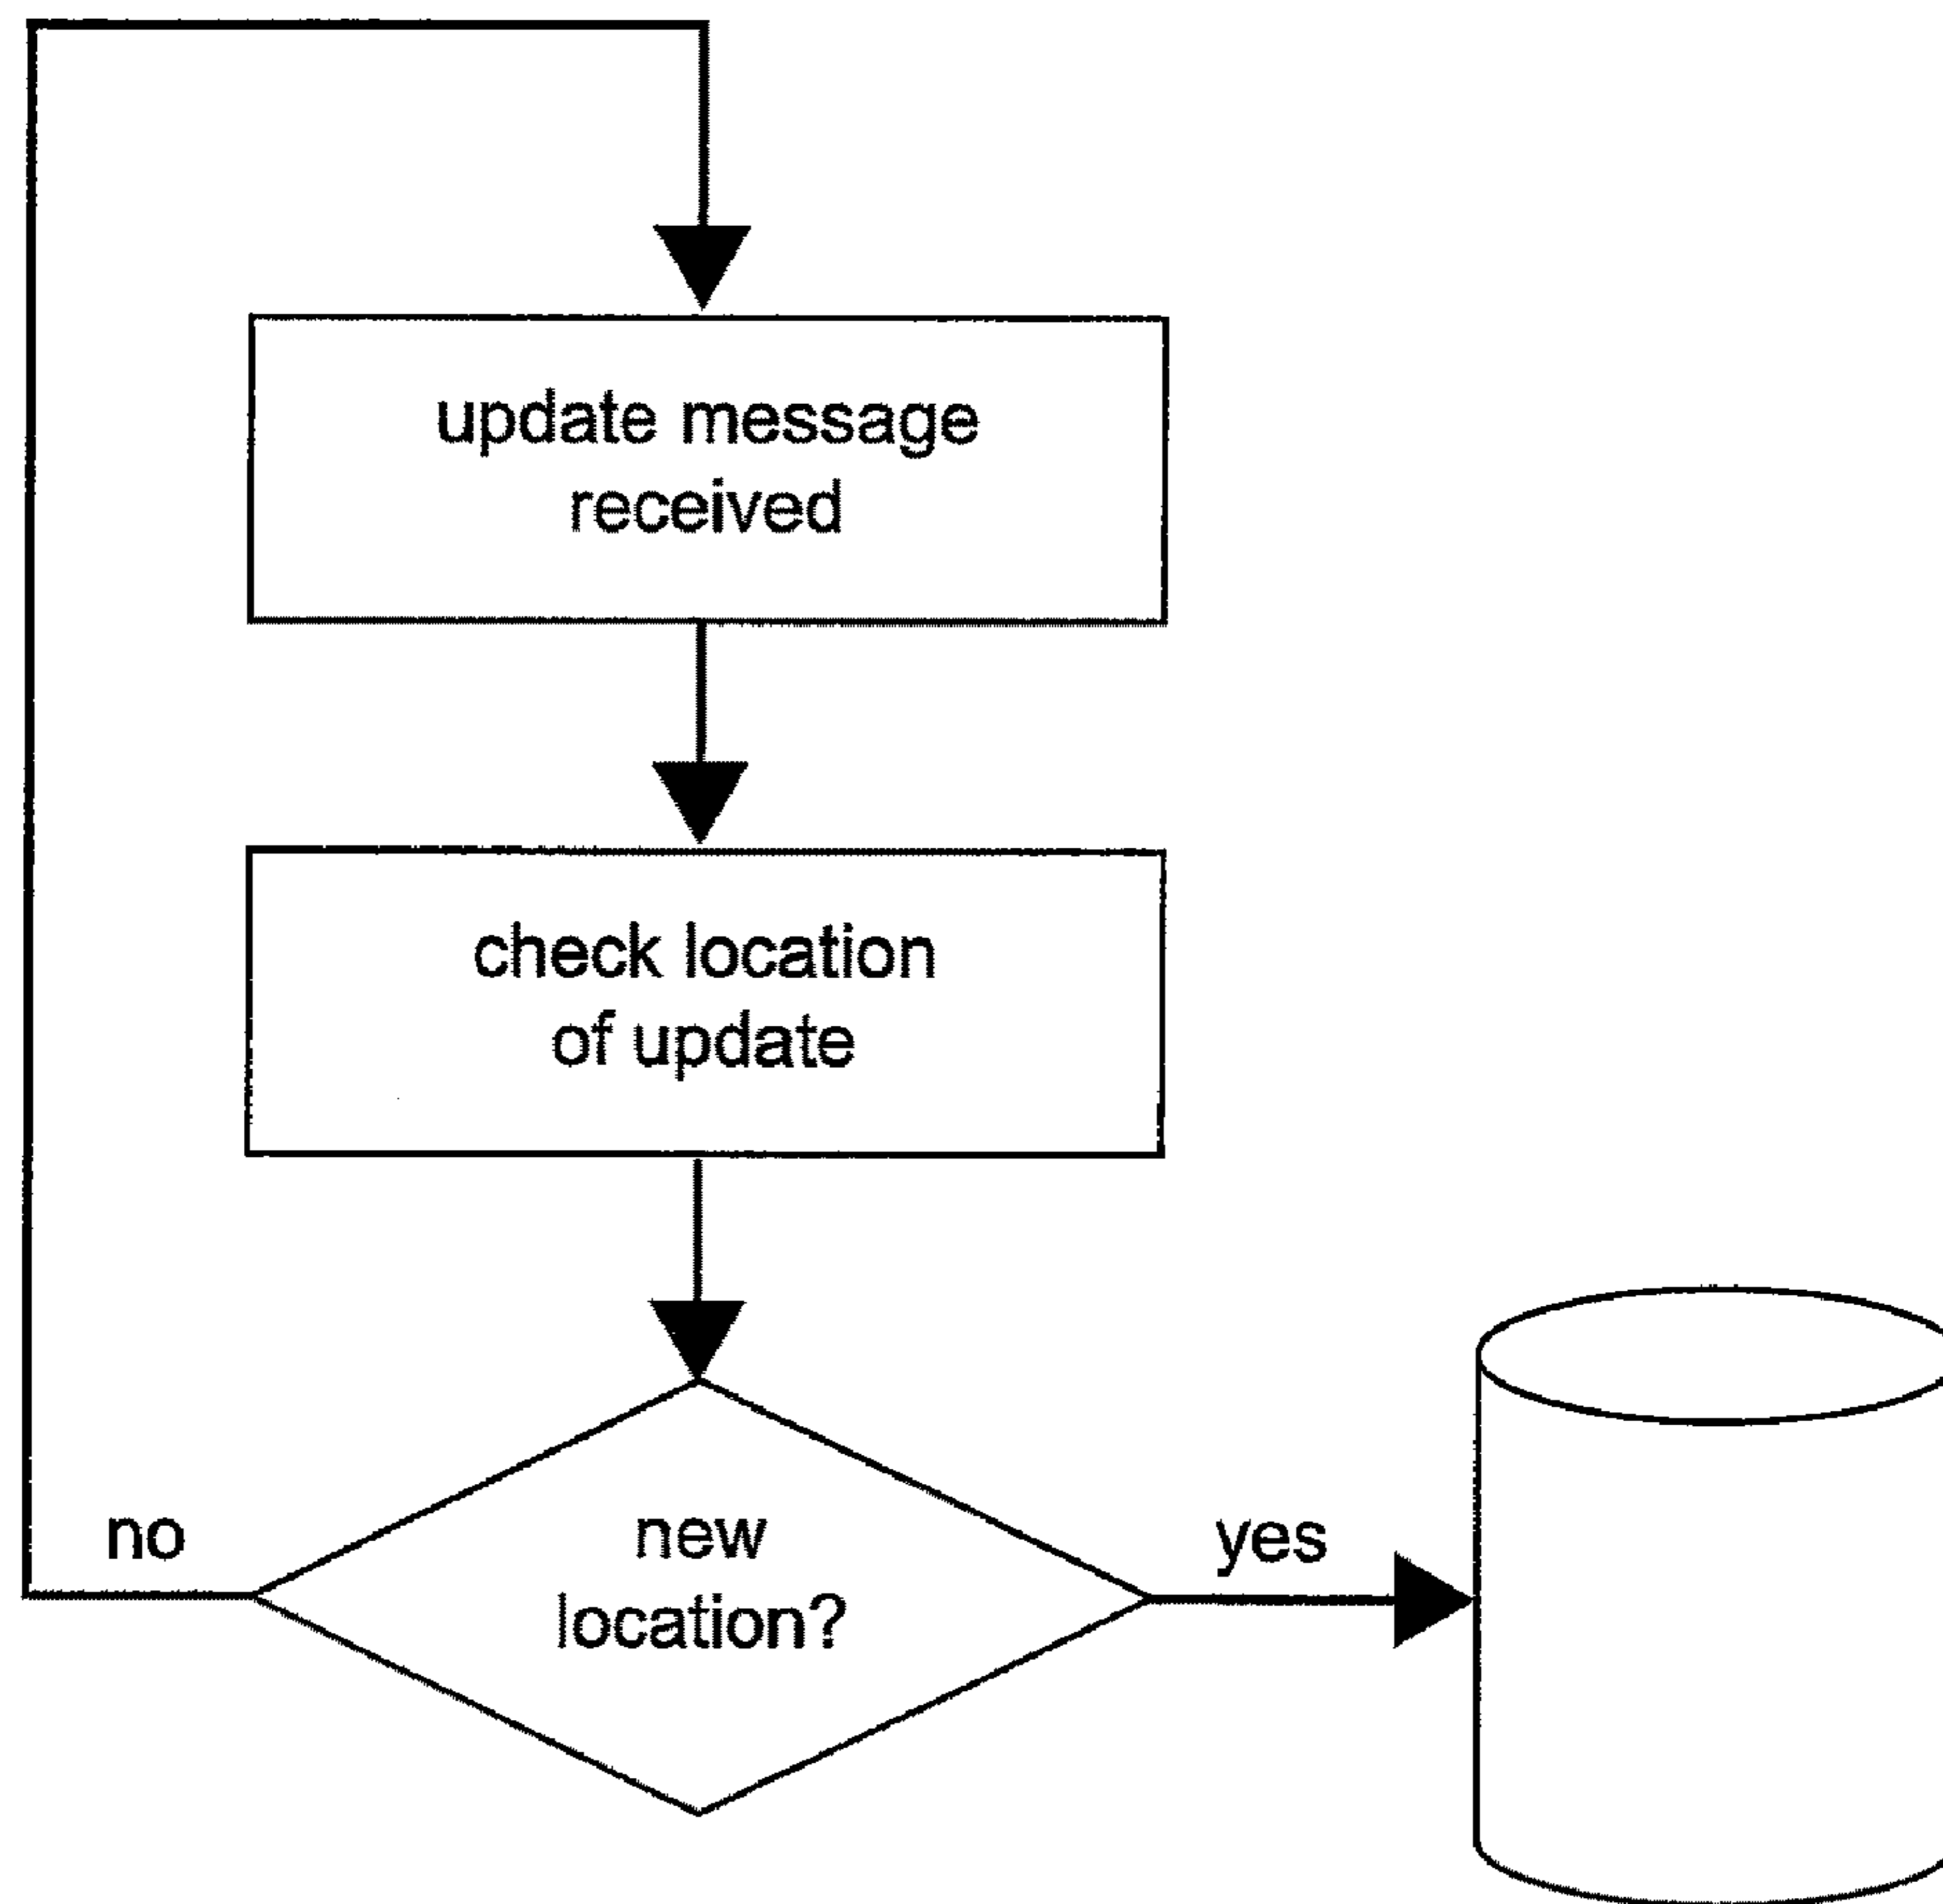 update message
received
check location
of update
no
new
location?
yes